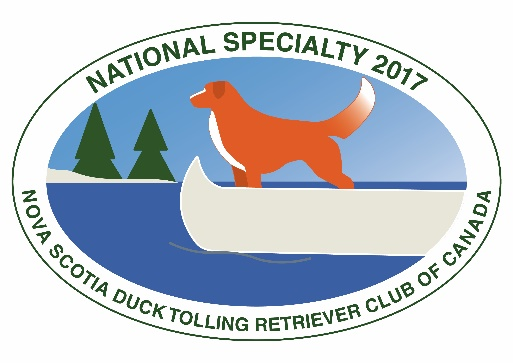 NATIONAL SPECIALTY 2017
NOVA SCOTIA DUCK TOLLING RETRIEVER CLUB OF CANADA